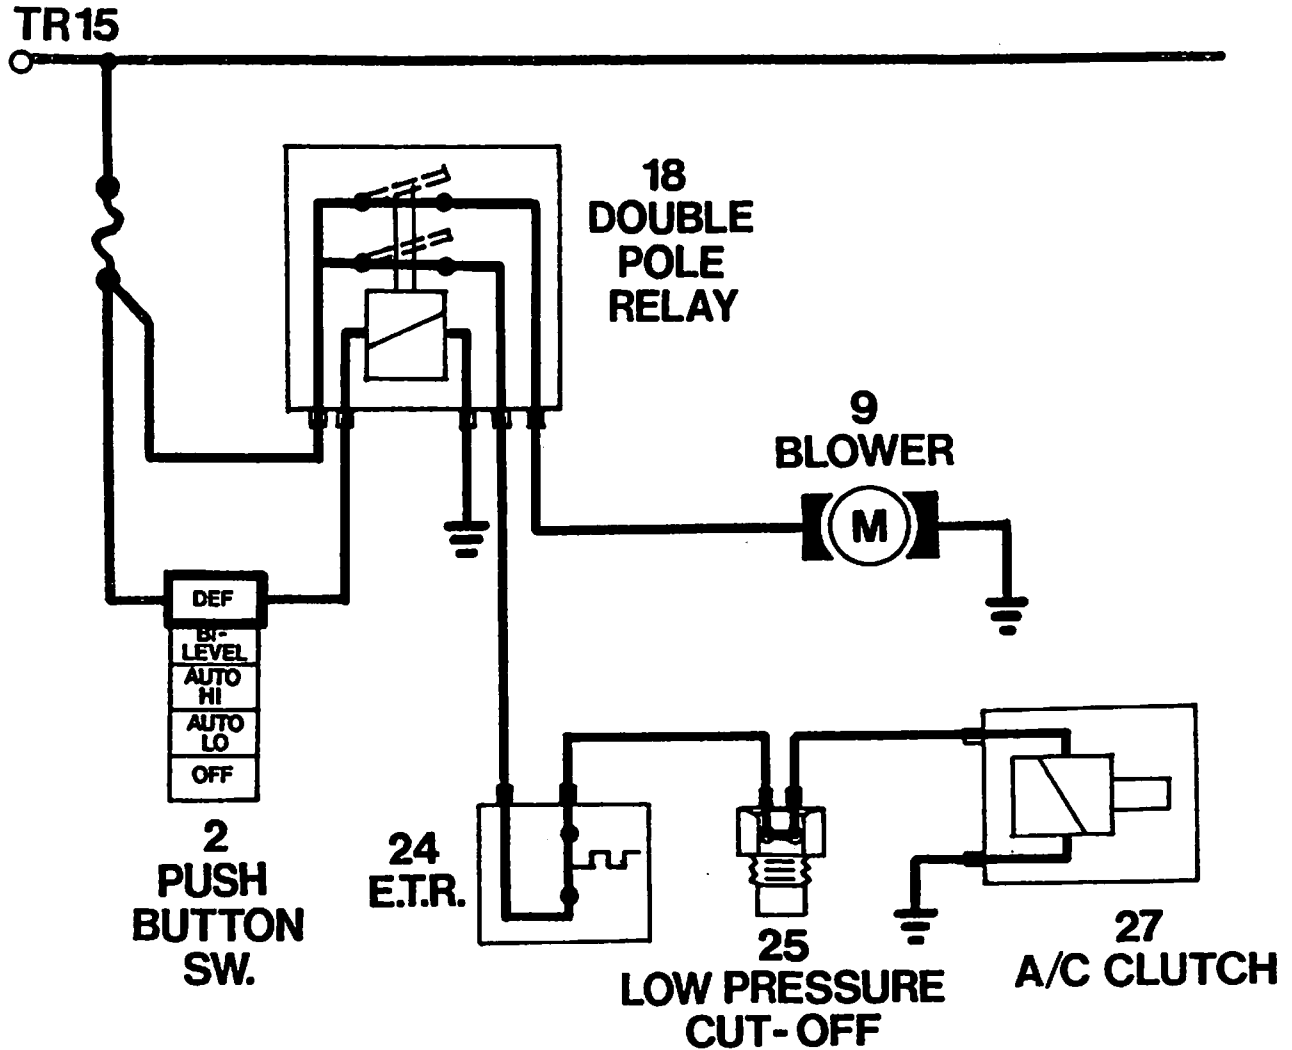 TR15
18
DOUBLE
POLE
RELAY
9
BLOWER
M
DEF
BI-
LEVEL
AUTO
HI
AUTO
LO
OFF
2
PUSH
BUTTON
SW.
24
E.T.R.
25
LOW PRESSURE
CUT-OFF
27
A/C CLUTCH